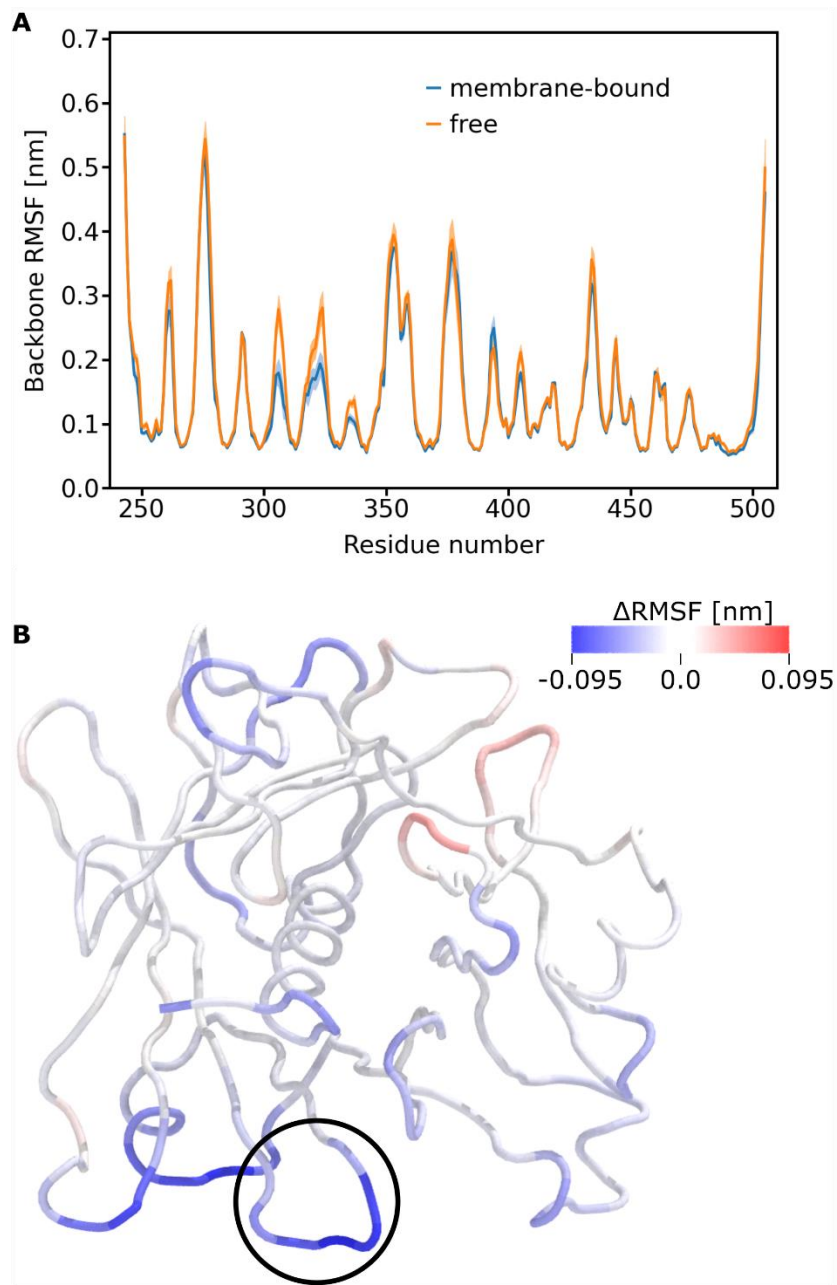 A
0.7
0.6
0.5
0.4
0.3
0.2
0.1
0.0
Backbone RMSF [nm]
membrane-bound
free
250 300 350 400 450 500
Residue number
B
ΔRMSF [nm]
-0.095 0.0 0.095